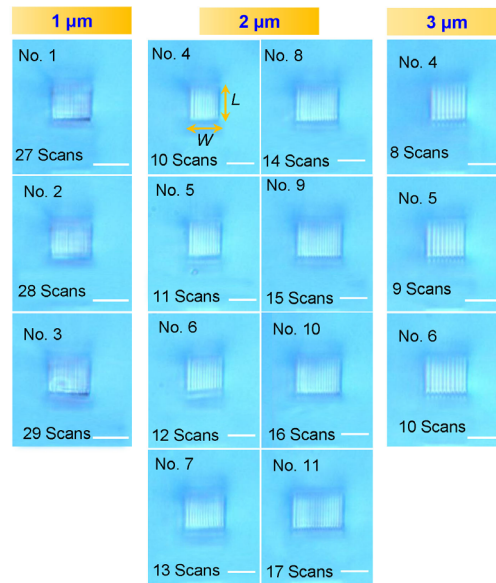 1 µm
2 µm
3 µm
No. 1
27 Scans
No. 2
28 Scans
No. 3
29 Scans
No. 4
L
W
10 Scans
No. 5
11 Scans
No. 6
12 Scans
No. 7
13 Scans
No. 8
14 Scans
No. 9
15 Scans
No. 10
16 Scans
No. 11
17 Scans
No. 4
8 Scans
No. 5
9 Scans
No. 6
10 Scans